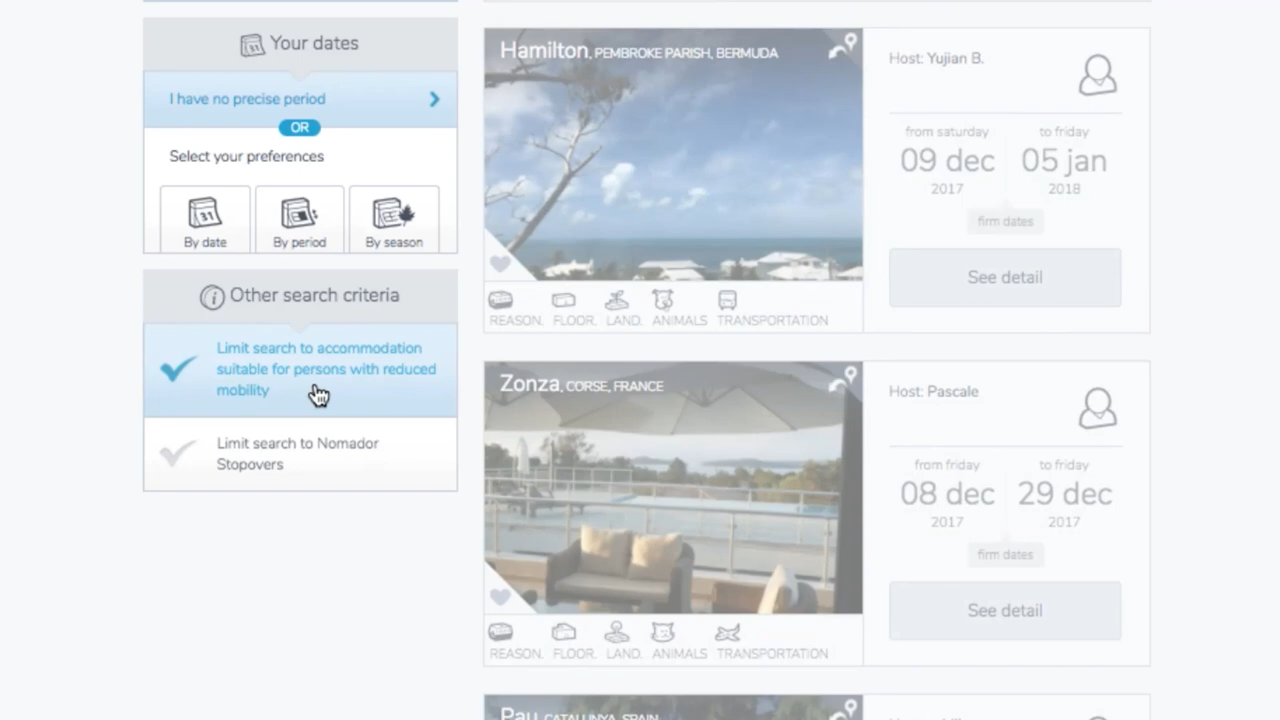 Your dates
I have no precise period
OR
Select your preferences
31
By date
By period
By season
Other search criteria
Limit search to accommodation
suitable for persons with reduced
mobility
Limit search to Nomador
Stopovers
Hamilton, PEMBROKE PARISH, BERMUDA
REASON. FLOOR. LAND. ANIMALS TRANSPORTATION
Host: Yujian B.
from saturday to friday
09 dec 05 jan
2017 2018
firm dates
See detail
Zonza, CORSE, FRANCE
REASON. FLOOR. LAND. ANIMALS TRANSPORTATION
Host: Pascale
from friday to friday
08 dec 29 dec
2017 2017
firm dates
See detail
Pau, CATALUNYA, SPAIN